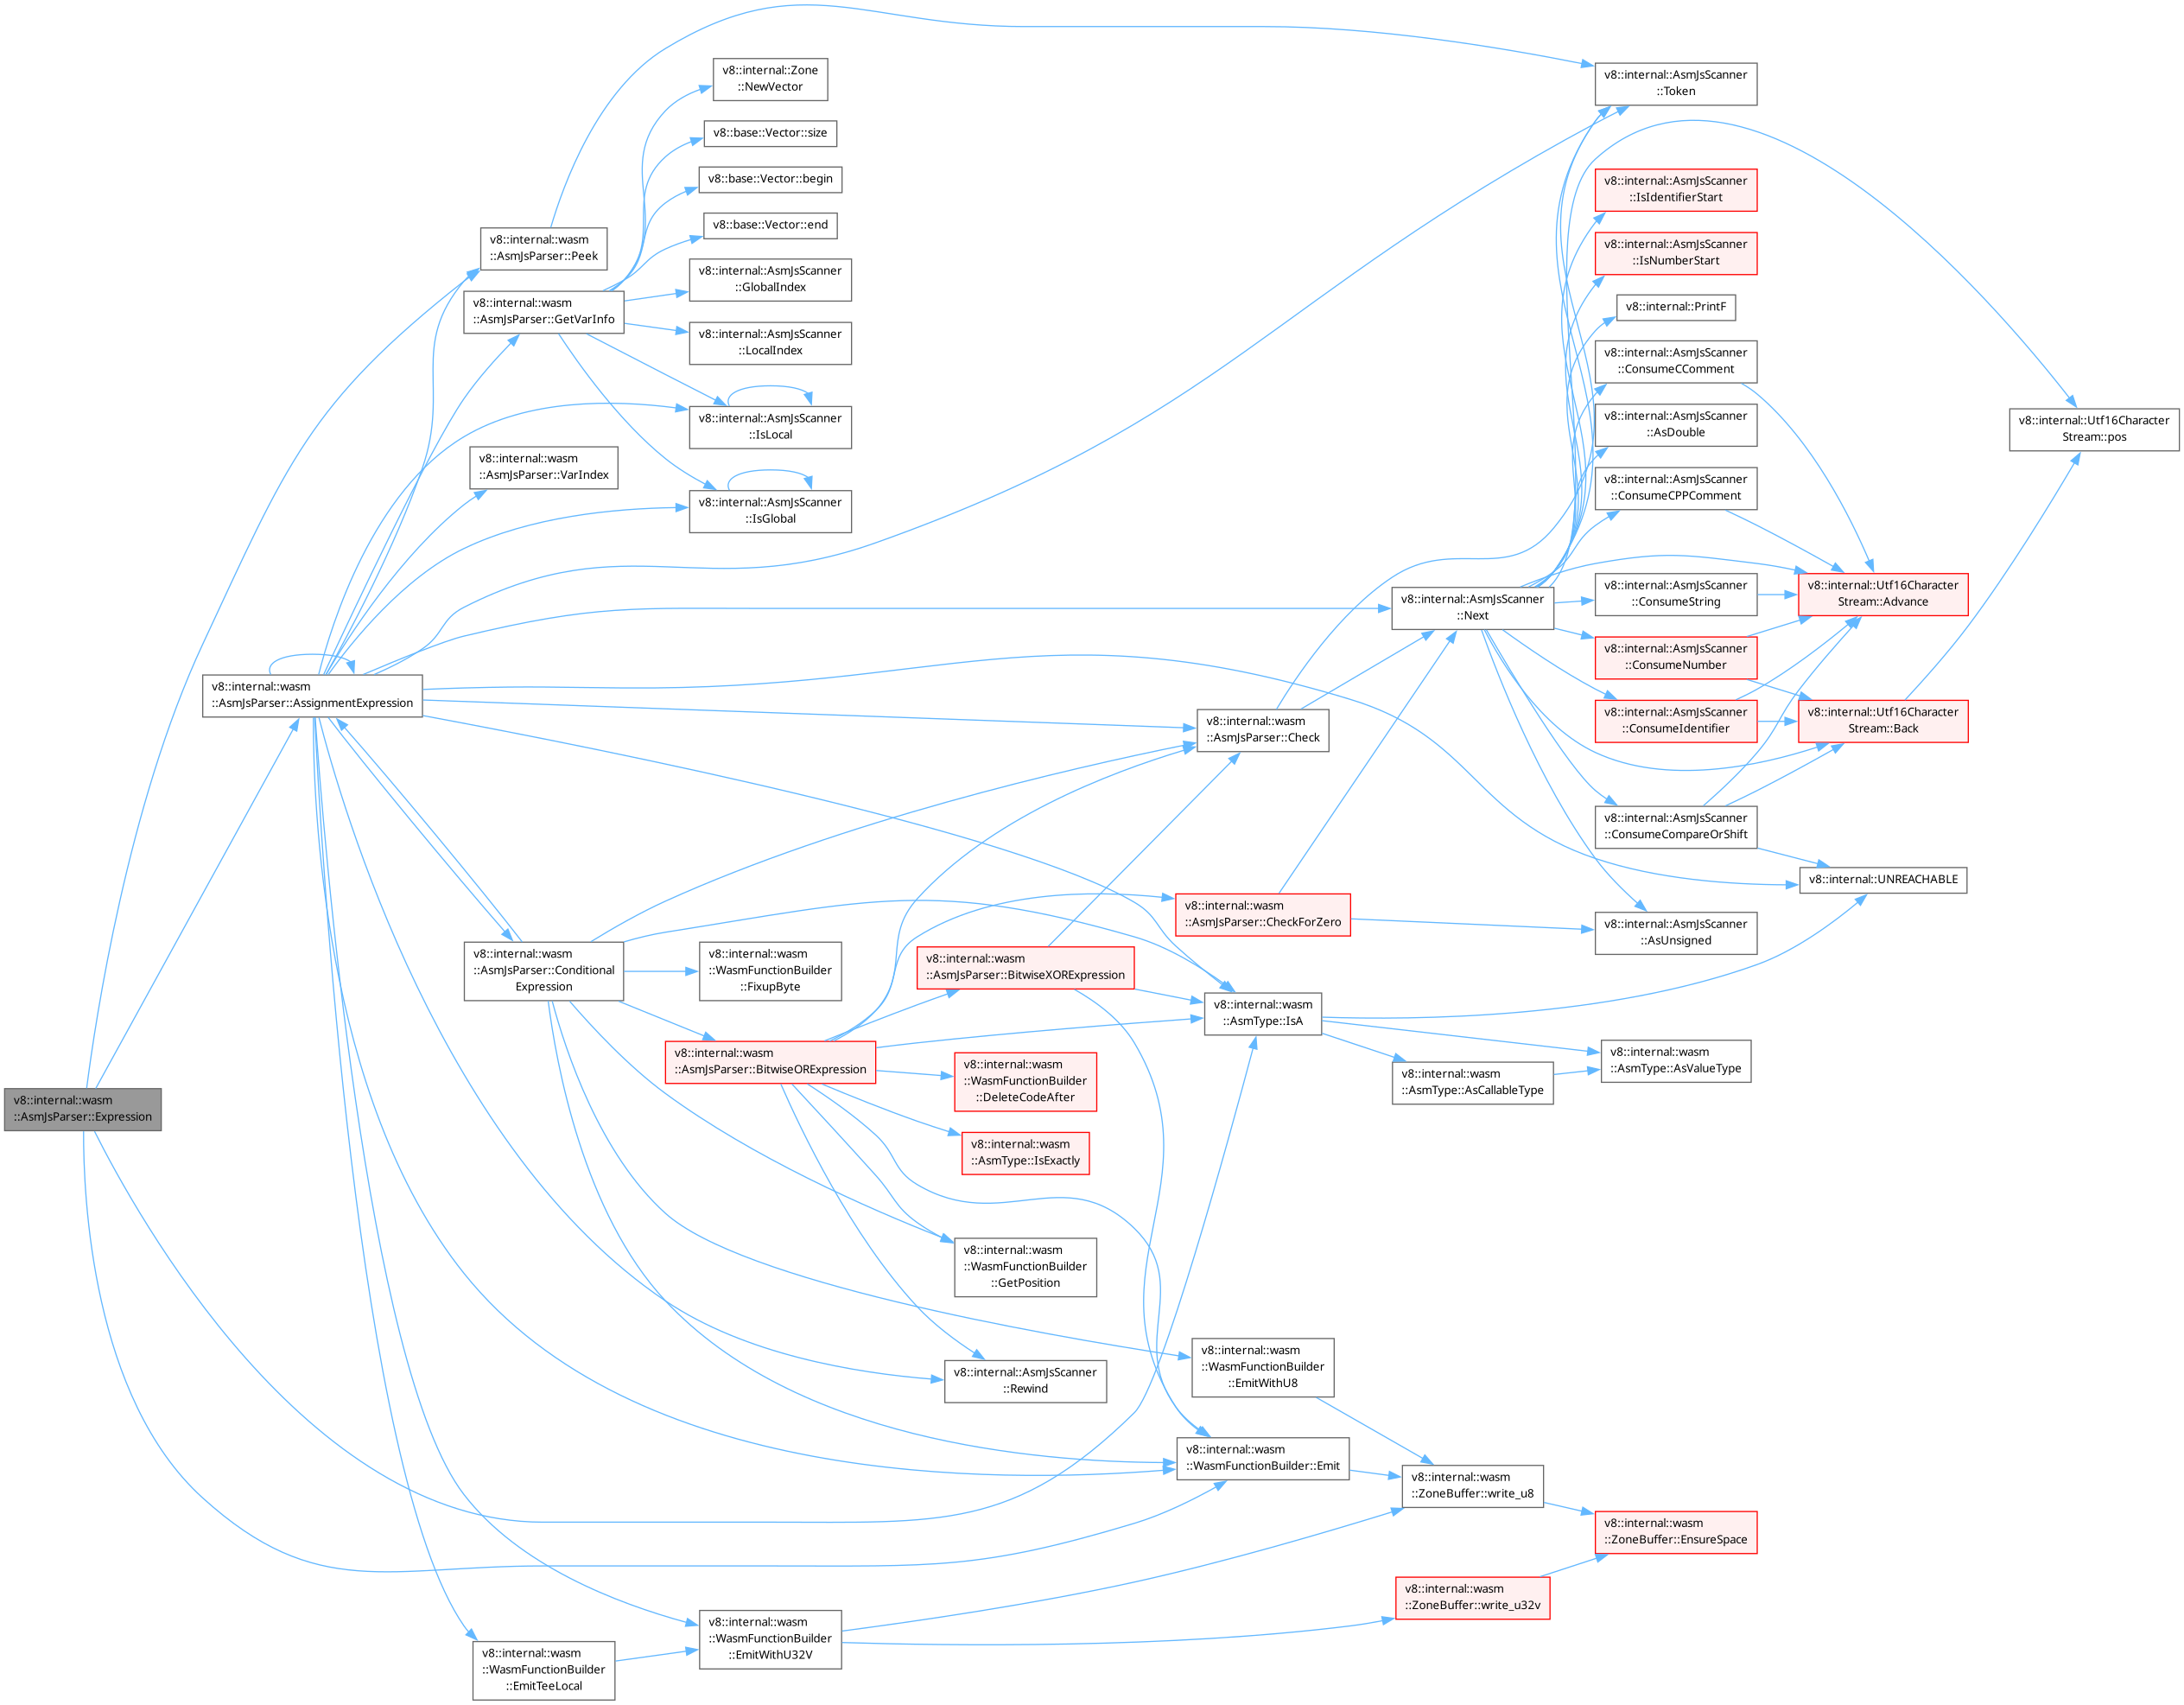 v8::internal::wasm
::AsmJsParser::Expression
v8::internal::wasm
::AsmJsParser::AssignmentExpression
v8::internal::wasm
::AsmJsParser::Peek
v8::internal::wasm
::AsmJsParser::GetVarInfo
v8::internal::wasm
::AsmJsParser::VarIndex
v8::internal::wasm
::AsmJsParser::Conditional
Expression
v8::internal::wasm
::WasmFunctionBuilder
::EmitTeeLocal
v8::internal::Zone
::NewVector
v8::base::Vector::size
v8::base::Vector::begin
v8::base::Vector::end
v8::internal::AsmJsScanner
::GlobalIndex
v8::internal::AsmJsScanner
::LocalIndex
v8::internal::AsmJsScanner
::IsLocal
v8::internal::AsmJsScanner
::IsGlobal
v8::internal::wasm
::WasmFunctionBuilder
::FixupByte
v8::internal::wasm
::AsmJsParser::BitwiseORExpression
v8::internal::wasm
::WasmFunctionBuilder
::EmitWithU32V
v8::internal::wasm
::AsmJsParser::BitwiseXORExpression
v8::internal::wasm
::WasmFunctionBuilder
::DeleteCodeAfter
v8::internal::wasm
::AsmType::IsExactly
v8::internal::wasm
::WasmFunctionBuilder
::GetPosition
v8::internal::AsmJsScanner
::Rewind
v8::internal::wasm
::AsmJsParser::Check
v8::internal::wasm
::AsmJsParser::CheckForZero
v8::internal::wasm
::AsmType::IsA
v8::internal::wasm
::WasmFunctionBuilder
::EmitWithU8
v8::internal::wasm
::WasmFunctionBuilder::Emit
v8::internal::AsmJsScanner
::Next
v8::internal::wasm
::AsmType::AsCallableType
v8::internal::wasm
::ZoneBuffer::write_u8
v8::internal::wasm
::ZoneBuffer::write_u32v
v8::internal::AsmJsScanner
::Token
v8::internal::AsmJsScanner
::IsIdentifierStart
v8::internal::AsmJsScanner
::IsNumberStart
v8::internal::PrintF
v8::internal::AsmJsScanner
::ConsumeCComment
v8::internal::AsmJsScanner
::AsDouble
v8::internal::AsmJsScanner
::ConsumeCPPComment
v8::internal::AsmJsScanner
::ConsumeString
v8::internal::AsmJsScanner
::ConsumeNumber
v8::internal::AsmJsScanner
::ConsumeIdentifier
v8::internal::AsmJsScanner
::ConsumeCompareOrShift
v8::internal::AsmJsScanner
::AsUnsigned
v8::internal::wasm
::AsmType::AsValueType
v8::internal::wasm
::ZoneBuffer::EnsureSpace
v8::internal::Utf16Character
Stream::Advance
v8::internal::Utf16Character
Stream::Back
v8::internal::UNREACHABLE
v8::internal::Utf16Character
Stream::pos